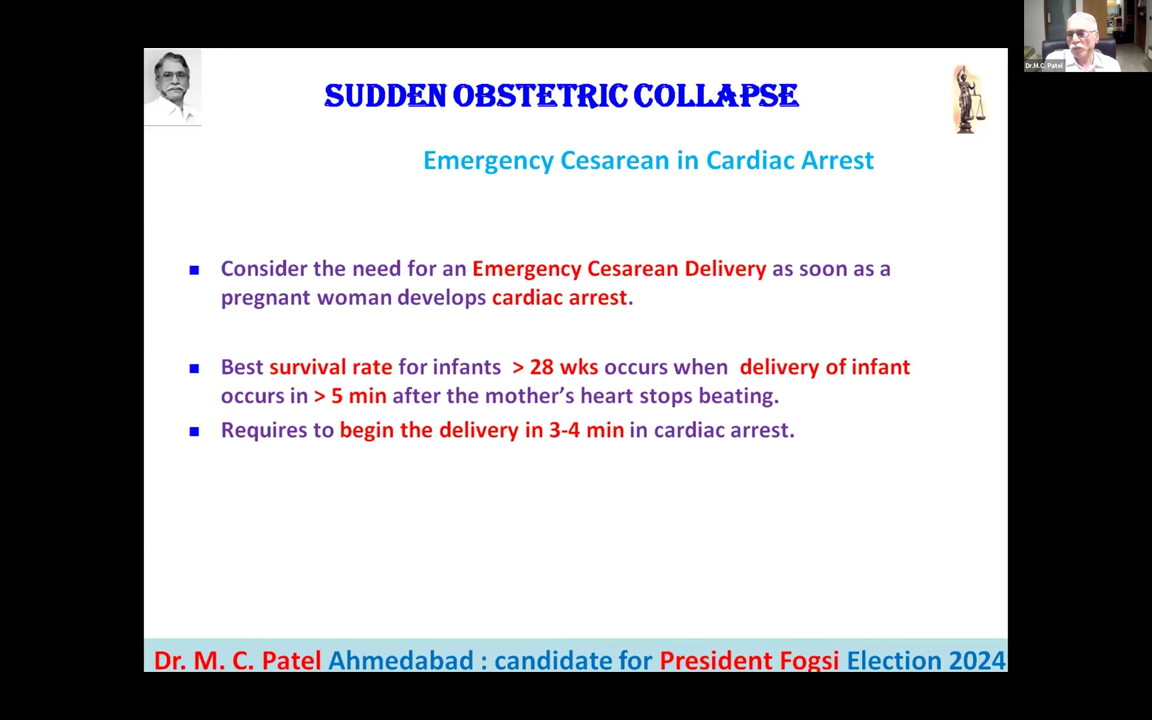 SUDDEN OBSTETRIC COLLAPSE
Dr.M.C. Patel
Emergency Cesarean in Cardiac Arrest
Consider the need for an Emergency Cesarean Delivery as soon as a
pregnant woman develops cardiac arrest.
Best survival rate for infants > 28 wks occurs when delivery of infant
occurs in > 5 min after the mother's heart stops beating.
Requires to begin the delivery in 3-4 min in cardiac arrest.
Dr. M. C. Patel Ahmedabad : candidate for President Fogsi Election 2024